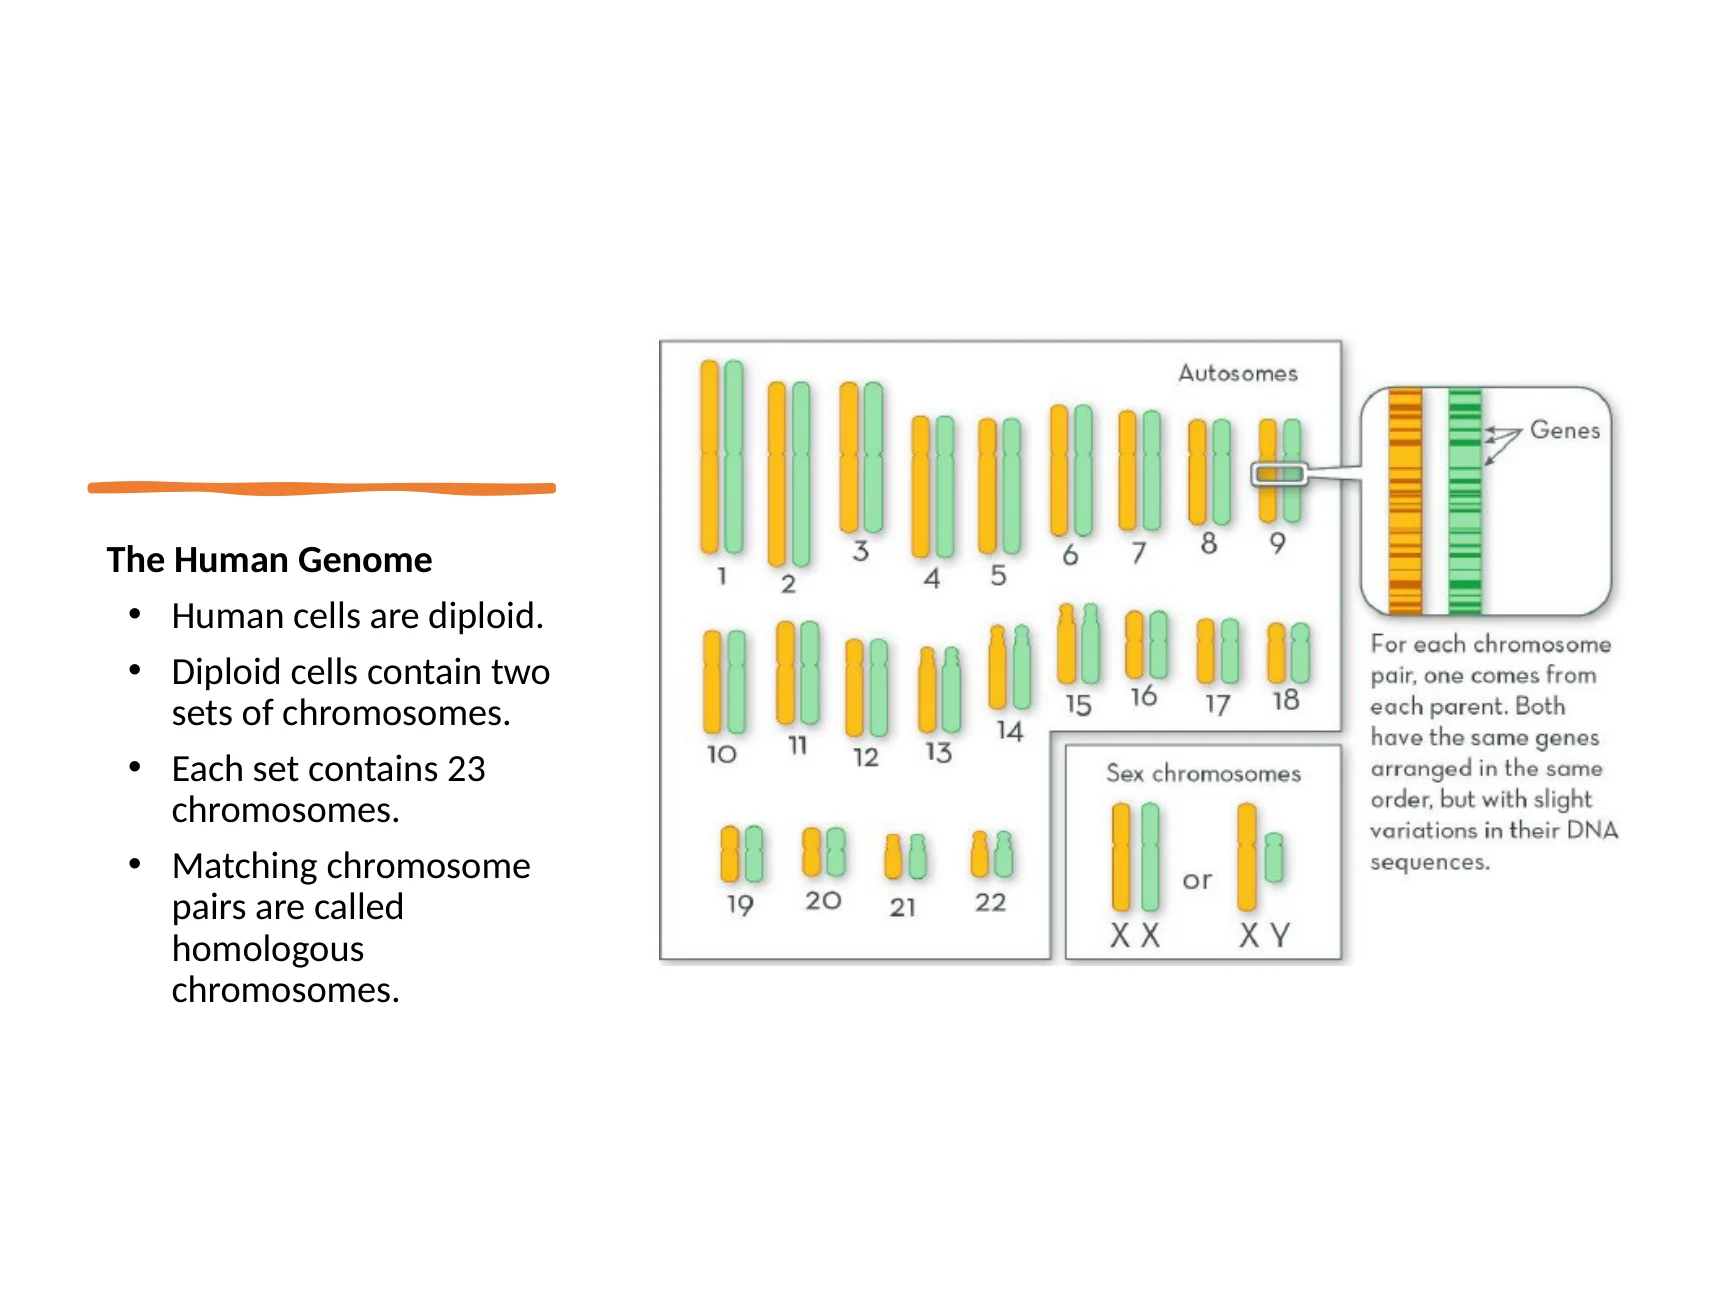 The Human Genome
• Human cells are diploid.
• Diploid cells contain two
sets of chromosomes.
• Each set contains 23
chromosomes.
• Matching chromosome
pairs are called
homologous
chromosomes.
Autosomes
1 2 3 4 5 6 7 8 9
10 11 12 13 14 15 16 17 18
19 20 21 22
Sex chromosomes
or
X X X Y
Genes
For each chromosome
pair, one comes from
each parent. Both
have the same genes
arranged in the same
order, but with slight
variations in their DNA
sequences.